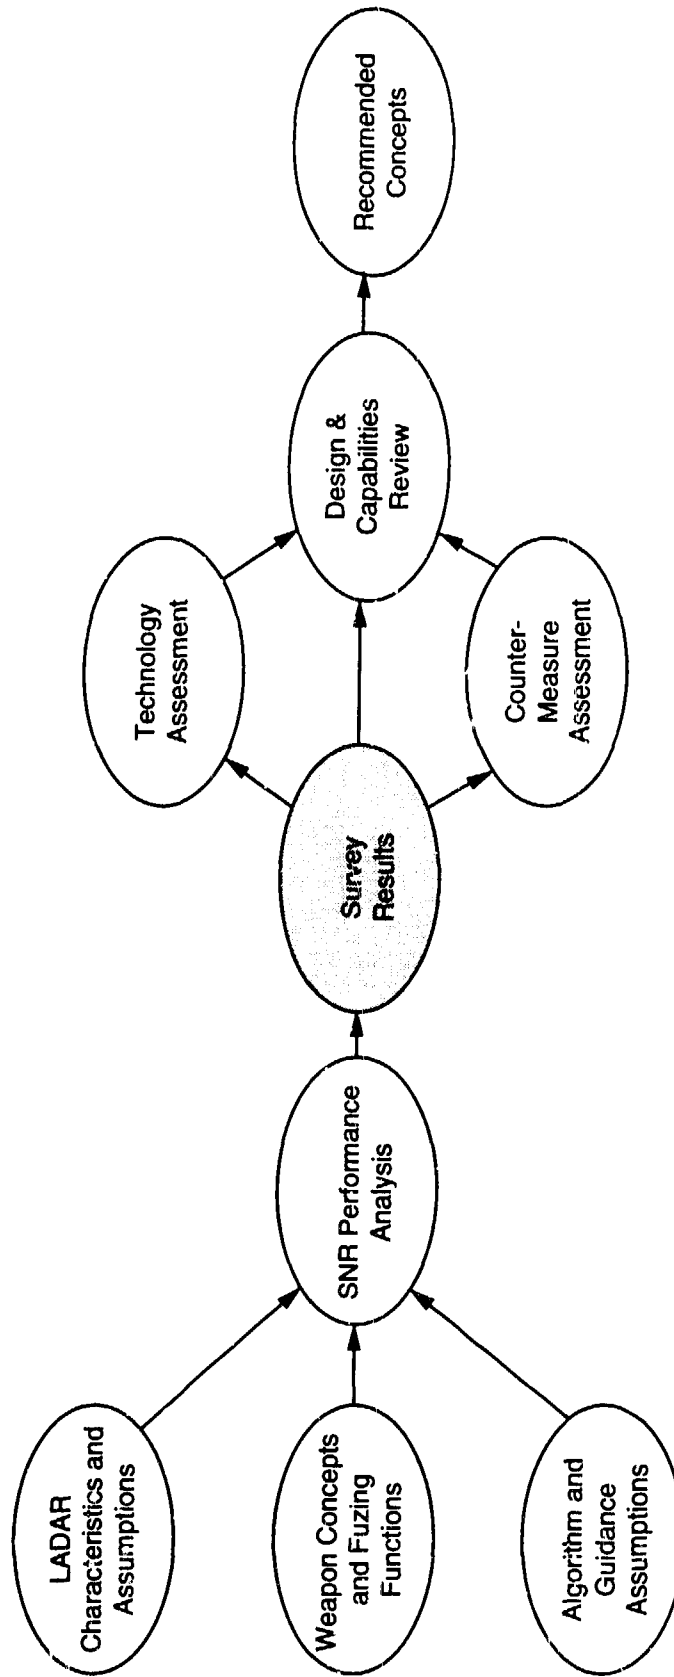 LADAR
Characteristics and
Assumptions
Weapon Concepts
and Fuzing
Functions
Algorithm and
Guidance
Assumptions
SNR Performance
Analysis
Survey
Results
Technology
Assessment
Counter-
Measure
Assessment
Design &
Capabilities
Review
Recommended
Concepts